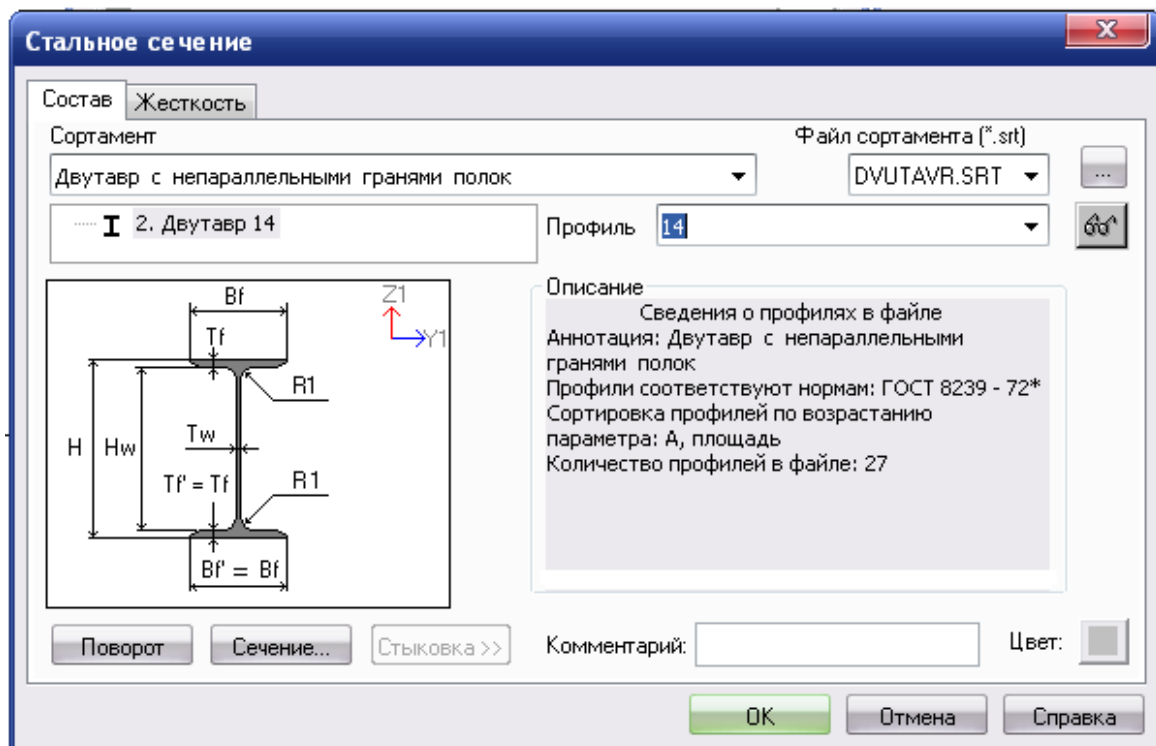 Стальное сечение
Состав
Жесткость
Сортамент
Файл сортамента (*.srt)
Двутавр с непараллельными гранями полок
DVUTAVR.SRT
...
2. Двутавр 14
Профиль
14
Bf
Z1
Y1
Tf
R1
H
Hw
Tw
Tf' = Tf
R1
Bf' = Bf
Описание
Сведения о профилях в файле
Аннотация: Двутавр с непараллельными
гранями полок
Профили соответствуют нормам: ГОСТ 8239 - 72*
Сортировка профилей по возрастанию
параметра: A, площадь
Количество профилей в файле: 27
Поворот
Сечение...
Стыковка >>
Комментарий:
Цвет:
OK
Отмена
Справка